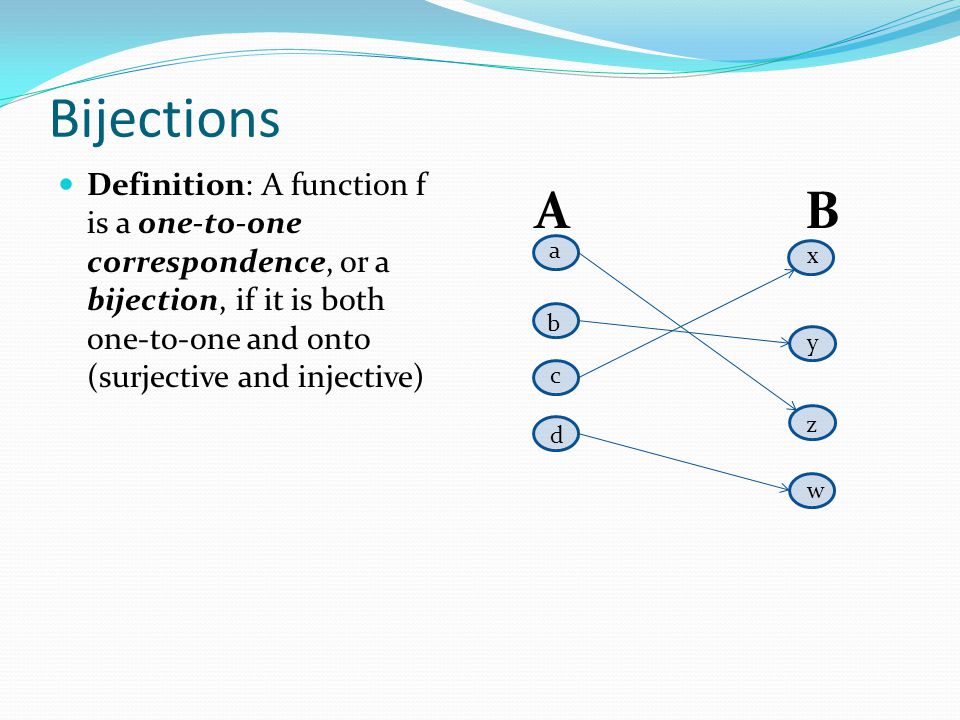 Bijections
Definition: A function f
is a one-to-one
correspondence, or a
bijection, if it is both
one-to-one and onto
(surjective and injective)
A B
a x
b y
c z
d w